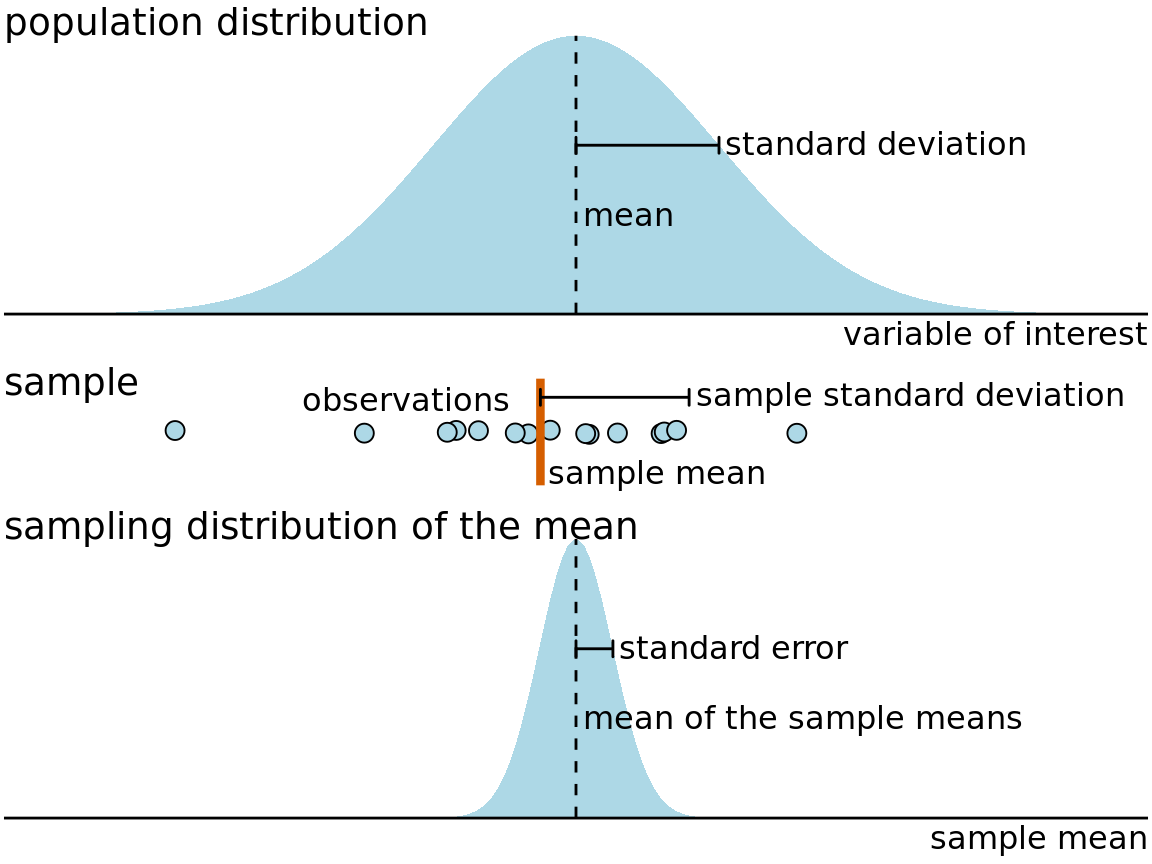 population distribution
standard deviation
mean
variable of interest
sample
observations
sample standard deviation
sample mean
sampling distribution of the mean
standard error
mean of the sample means
sample mean